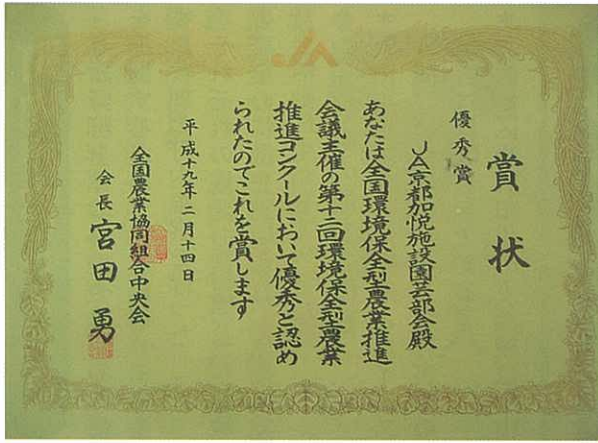 賞状
優秀賞
JA京都加悦施設園芸部会殿
あなたは全国環境保全型農業推進
会議主催の第十二回環境保全型農業
推進コンクールにおいて優秀と認め
られたのでこれを賞します
平成十九年二月十四日
全国農業協同組合中央会
会長 宮田勇